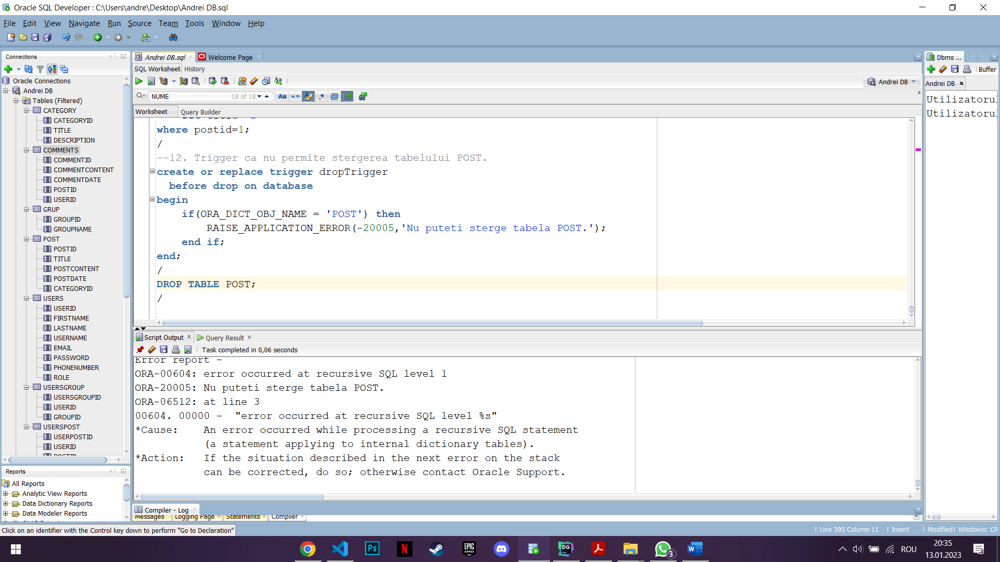 Oracle SQL Developer : C:\Users\andre\Desktop\Andrei DB.sql
File Edit View Navigate Run Source Team Tools Window Help
Connections
Oracle Connections
Andrei DB
Tables (Filtered)
CATEGORY
CATEGORYID
TITLE
DESCRIPTION
COMMENTS
COMMENTID
COMMENTCONTENT
COMMENTDATE
POSTID
USERID
GRUP
GROUPID
GROUPNAME
POST
POSTID
TITLE
POSTCONTENT
POSTDATE
CATEGORYID
USERS
USERID
FIRSTNAME
LASTNAME
USERNAME
EMAIL
PASSWORD
PHONENUMBER
ROLE
USERSGROUP
USERSGROUPID
USERID
GROUPID
USERSPOST
USERPOSTID
USERID
Reports
All Reports
Analytic View Reports
Data Dictionary Reports
Data Modeler Reports
Andrei DB.sql Welcome Page
SQL Worksheet History
Andrei DB
NUME 18 of 18
Worksheet Query Builder
where postid=1;
/
--12. Trigger ca nu permite stergerea tabelului POST.
create or replace trigger dropTrigger
before drop on database
begin
if(ORA_DICT_OBJ_NAME = 'POST') then
RAISE_APPLICATION_ERROR(-20005,'Nu puteti sterge tabela POST.');
end if;
end;
/
DROP TABLE POST;
/
Script Output Query Result
Task completed in 0,06 seconds
Error report -
ORA-00604: error occurred at recursive SQL level 1
ORA-20005: Nu puteti sterge tabela POST.
ORA-06512: at line 3
00604. 00000 - "error occurred at recursive SQL level %s"
*Cause: An error occurred while processing a recursive SQL statement
(a statement applying to internal dictionary tables).
*Action: If the situation described in the next error on the stack
can be corrected, do so; otherwise contact Oracle Support.
Compiler - Log
Messages Logging Page Statements Compiler
Dbms ...
Buffer
Andrei DB
Utilizatorul
Utilizatorul
Click on an identifier with the Control key down to perform "Go to Declaration"
Line 395 Column 11 Insert Modified Windows: CR
Ps N EPIC GAMES DG 3 W
ROU
20:35
13.01.2023